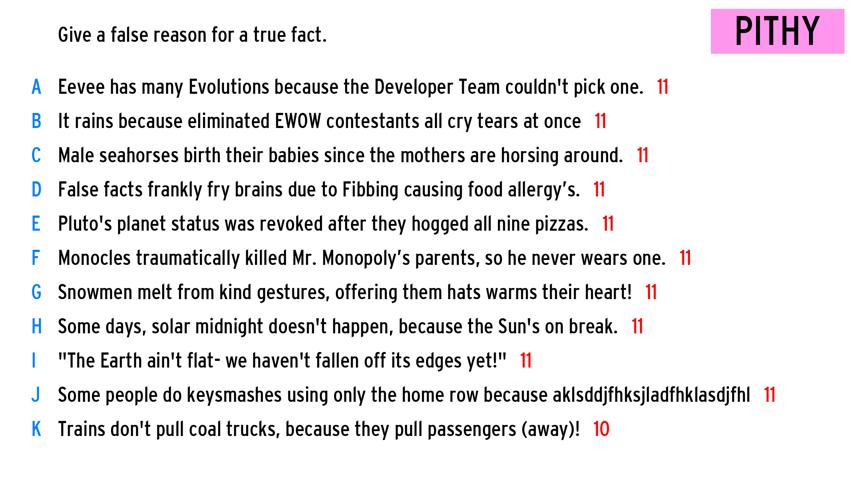 Give a false reason for a true fact.
PITHY
A Eevee has many Evolutions because the Developer Team couldn't pick one. 11
B It rains because eliminated EWOW contestants all cry tears at once 11
C Male seahorses birth their babies since the mothers are horsing around. 11
D False facts frankly fry brains due to Fibbing causing food allergy’s. 11
E Pluto's planet status was revoked after they hogged all nine pizzas. 11
F Monocles traumatically killed Mr. Monopoly’s parents, so he never wears one. 11
G Snowmen melt from kind gestures, offering them hats warms their heart! 11
H Some days, solar midnight doesn't happen, because the Sun's on break. 11
I "The Earth ain't flat- we haven't fallen off its edges yet!" 11
J Some people do keysmashes using only the home row because aklsddjfhksjladfhklasdjfhl 11
K Trains don't pull coal trucks, because they pull passengers (away)! 10